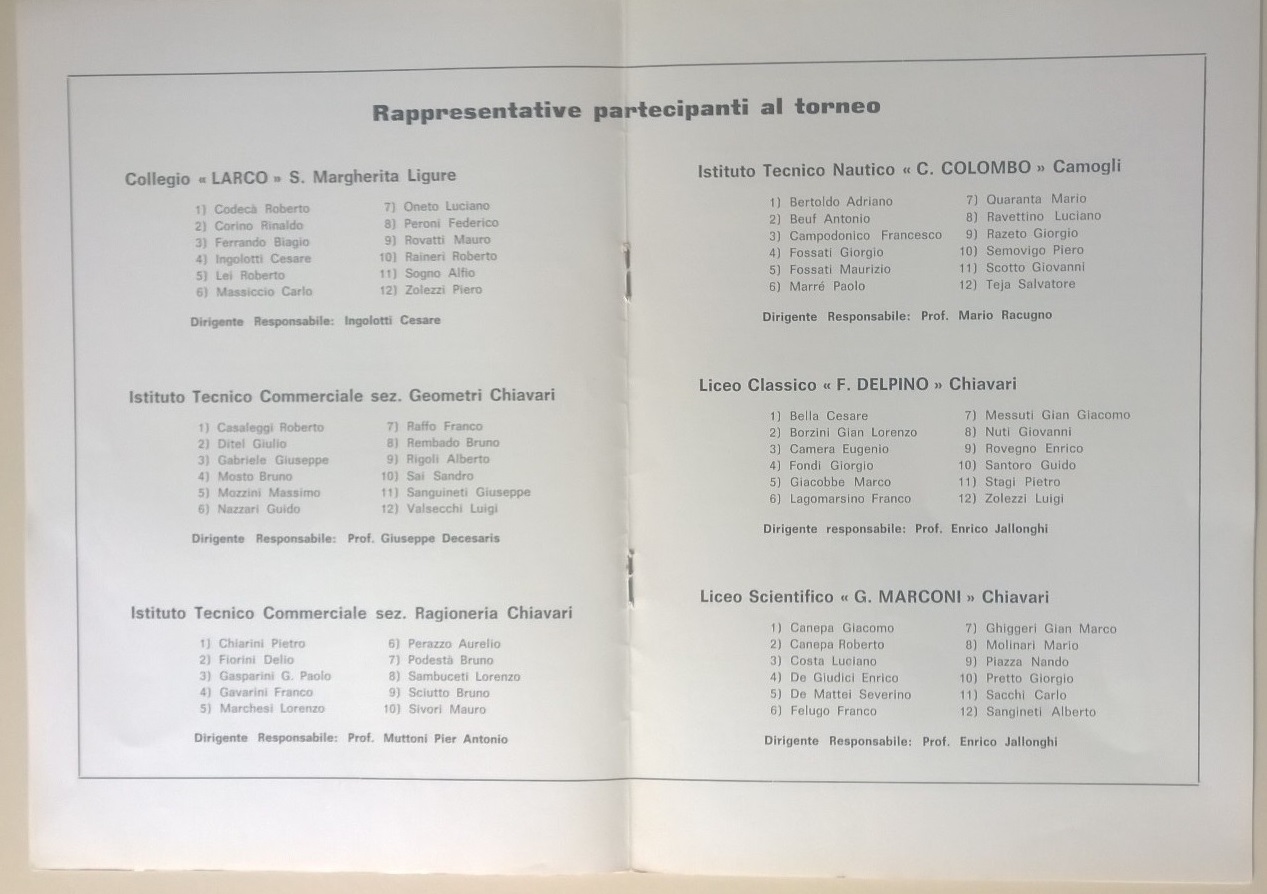 Rappresentative partecipanti al torneo
Collegio « LARCO » S. Margherita Ligure
1) Codecà Roberto
2) Corino Rinaldo
3) Ferrando Biagio
4) Ingolotti Cesare
5) Lei Roberto
6) Massiccio Carlo
7) Oneto Luciano
8) Peroni Federico
9) Rovatti Mauro
10) Raineri Roberto
11) Sogno Alfio
12) Zolezzi Piero
Dirigente Responsabile: Ingolotti Cesare
Istituto Tecnico Commerciale sez. Geometri Chiavari
1) Casaleggi Roberto
2) Ditel Giulio
3) Gabriele Giuseppe
4) Mosto Bruno
5) Mozzini Massimo
6) Nazzari Guido
7) Raffo Franco
8) Rembado Bruno
9) Rigoli Alberto
10) Sai Sandro
11) Sanguineti Giuseppe
12) Valsecchi Luigi
Dirigente Responsabile: Prof. Giuseppe Decesaris
Istituto Tecnico Commerciale sez. Ragioneria Chiavari
1) Chiarini Pietro
2) Fiorini Delio
3) Gasparini G. Paolo
4) Gavarini Franco
5) Marchesi Lorenzo
6) Perazzo Aurelio
7) Podestà Bruno
8) Sambuceti Lorenzo
9) Sciutto Bruno
10) Sivori Mauro
Dirigente Responsabile: Prof. Muttoni Pier Antonio
Istituto Tecnico Nautico « C. COLOMBO » Camogli
1) Bertoldo Adriano
2) Beuf Antonio
3) Campodonico Francesco
4) Fossati Giorgio
5) Fossati Maurizio
6) Marré Paolo
7) Quaranta Mario
8) Ravettino Luciano
9) Razeto Giorgio
10) Semovigo Piero
11) Scotto Giovanni
12) Teja Salvatore
Dirigente Responsabile: Prof. Mario Racugno
Liceo Classico « F. DELPINO » Chiavari
1) Bella Cesare
2) Borzini Gian Lorenzo
3) Camera Eugenio
4) Fondi Giorgio
5) Giacobbe Marco
6) Lagomarsino Franco
7) Messuti Gian Giacomo
8) Nuti Giovanni
9) Rovegno Enrico
10) Santoro Guido
11) Stagi Pietro
12) Zolezzi Luigi
Dirigente responsabile: Prof. Enrico Jallonghi
Liceo Scientifico « G. MARCONI » Chiavari
1) Canepa Giacomo
2) Canepa Roberto
3) Costa Luciano
4) De Giudici Enrico
5) De Mattei Severino
6) Felugo Franco
7) Ghiggeri Gian Marco
8) Molinari Mario
9) Piazza Nando
10) Pretto Giorgio
11) Sacchi Carlo
12) Sangineti Alberto
Dirigente Responsabile: Prof. Enrico Jallonghi